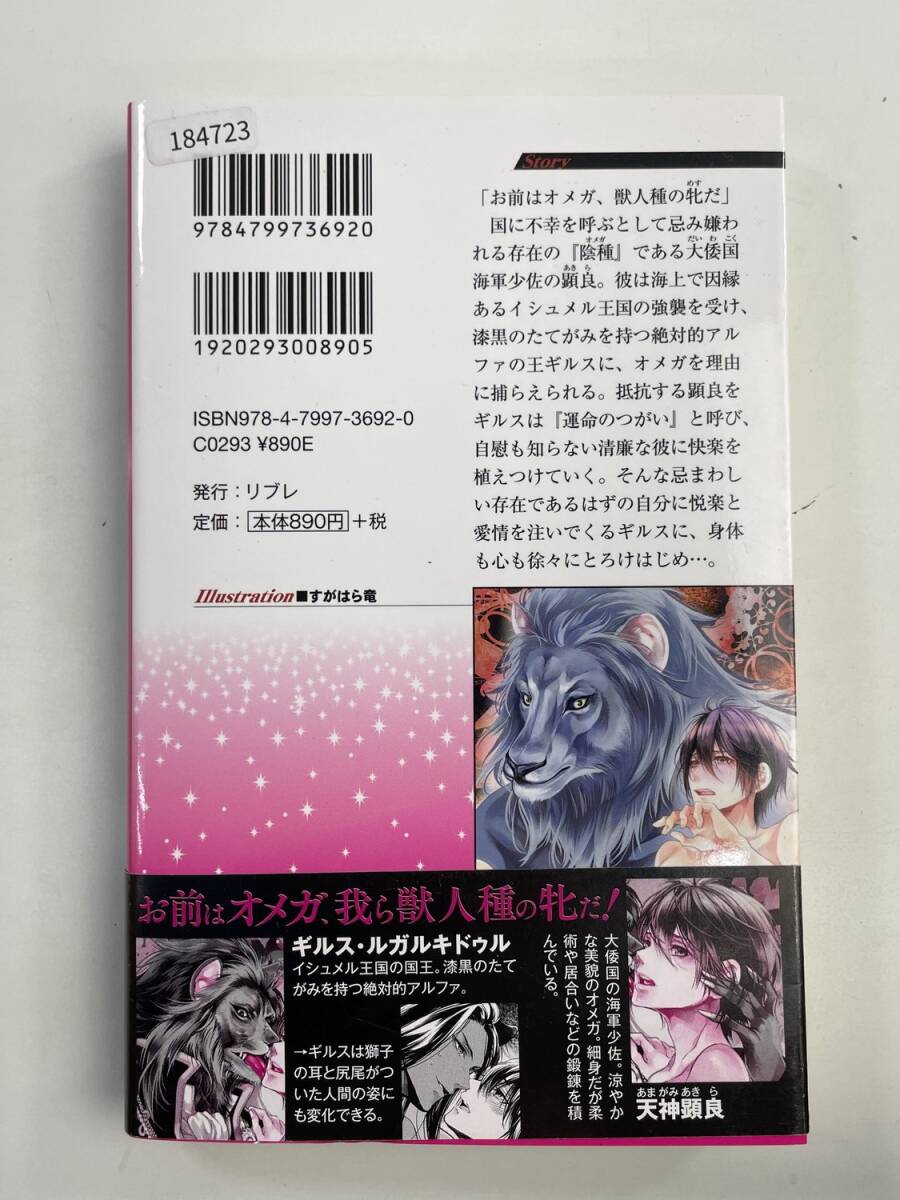 184723
9784799736920
1920293008905
ISBN978-4-7997-3692-0
C0293 ¥890E
発行：リブレ
定価：本体890円＋税
Illustration■すがはら竜
Story
「お前はオメガ、獣人種の牝だ」
国に不幸を呼ぶとして忌み嫌わ
れる存在の『陰種』である大倭国
海軍少佐の顕良。彼は海上で因縁
あるイシュメル王国の強襲を受け、
漆黒のたてがみを持つ絶対的アル
ファの王ギルスに、オメガを理由
に捕らえられる。抵抗する顕良を
ギルスは『運命のつがい』と呼び、
自慰も知らない清廉な彼に快楽を
植えつけていく。そんな忌まわし
い存在であるはずの自分に悦楽と
愛情を注いでくるギルスに、身体
も心も徐々にとろけはじめ…。
お前はオメガ、我ら獣人種の牝だ！
ギルス・ルガルキドゥル
イシュメル王国の国王。漆黒のたて
がみを持つ絶対的アルファ。
→ギルスは獅子
の耳と尻尾がつ
いた人間の姿に
も変化できる。
大倭国の海軍少佐。涼やか
な美貌のオメガ。細身だが柔
術や居合いなどの鍛錬を積
んでいる。
あまがみあきら
天神顕良